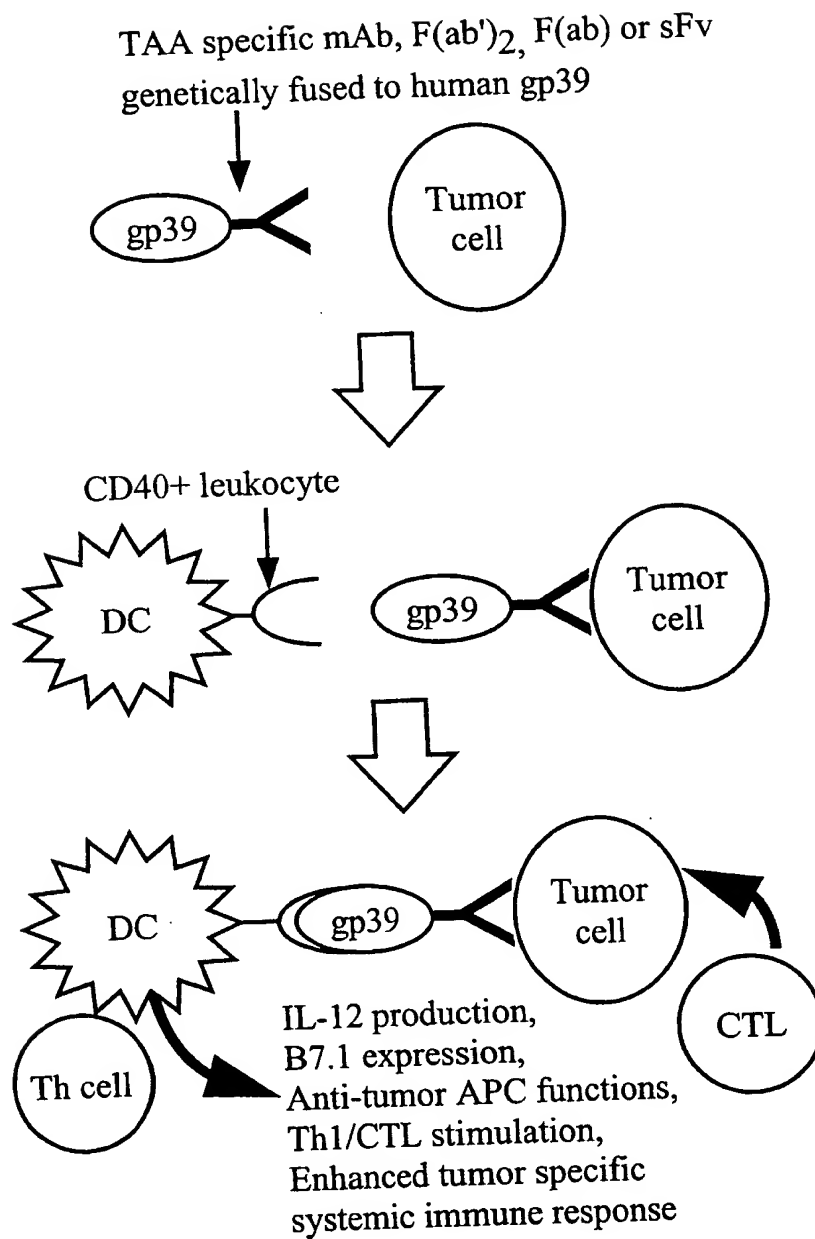 TAA specific mAb, F(ab')2, F(ab) or sFv
genetically fused to human gp39
gp39
Tumor
cell
CD40+ leukocyte
DC
gp39
Tumor
cell
DC
gp39
Tumor
cell
CTL
Th cell
IL-12 production,
B7.1 expression,
Anti-tumor APC functions,
Th1/CTL stimulation,
Enhanced tumor specific
systemic immune response